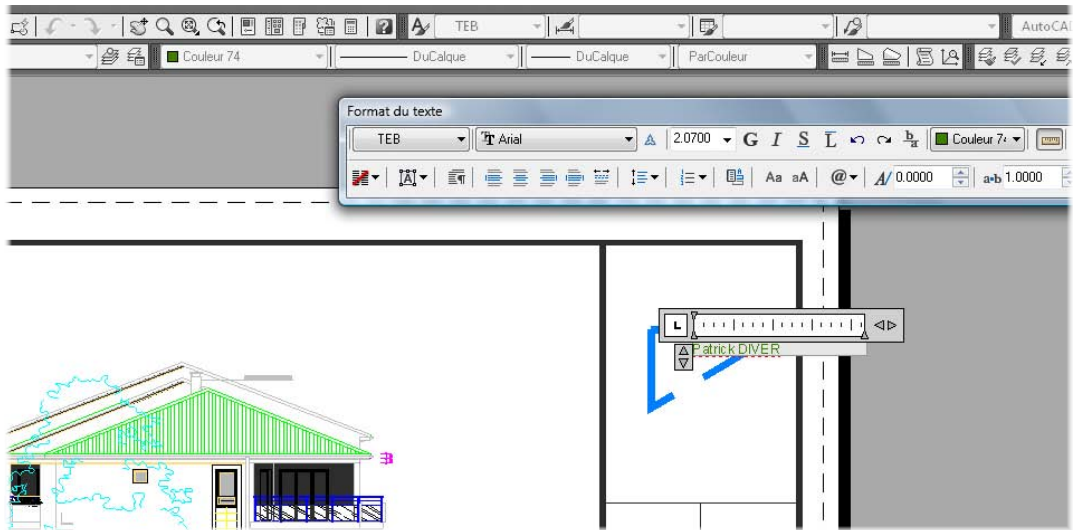 TEB
AutoCA
Couleur 74
DuCalque
DuCalque
ParCouleur
Format du texte
TEB
Arial
2.0700
G I S L
Couleur 74
Aa aA
@
0.0000
a•b 1.0000
L
Patrick DIVER